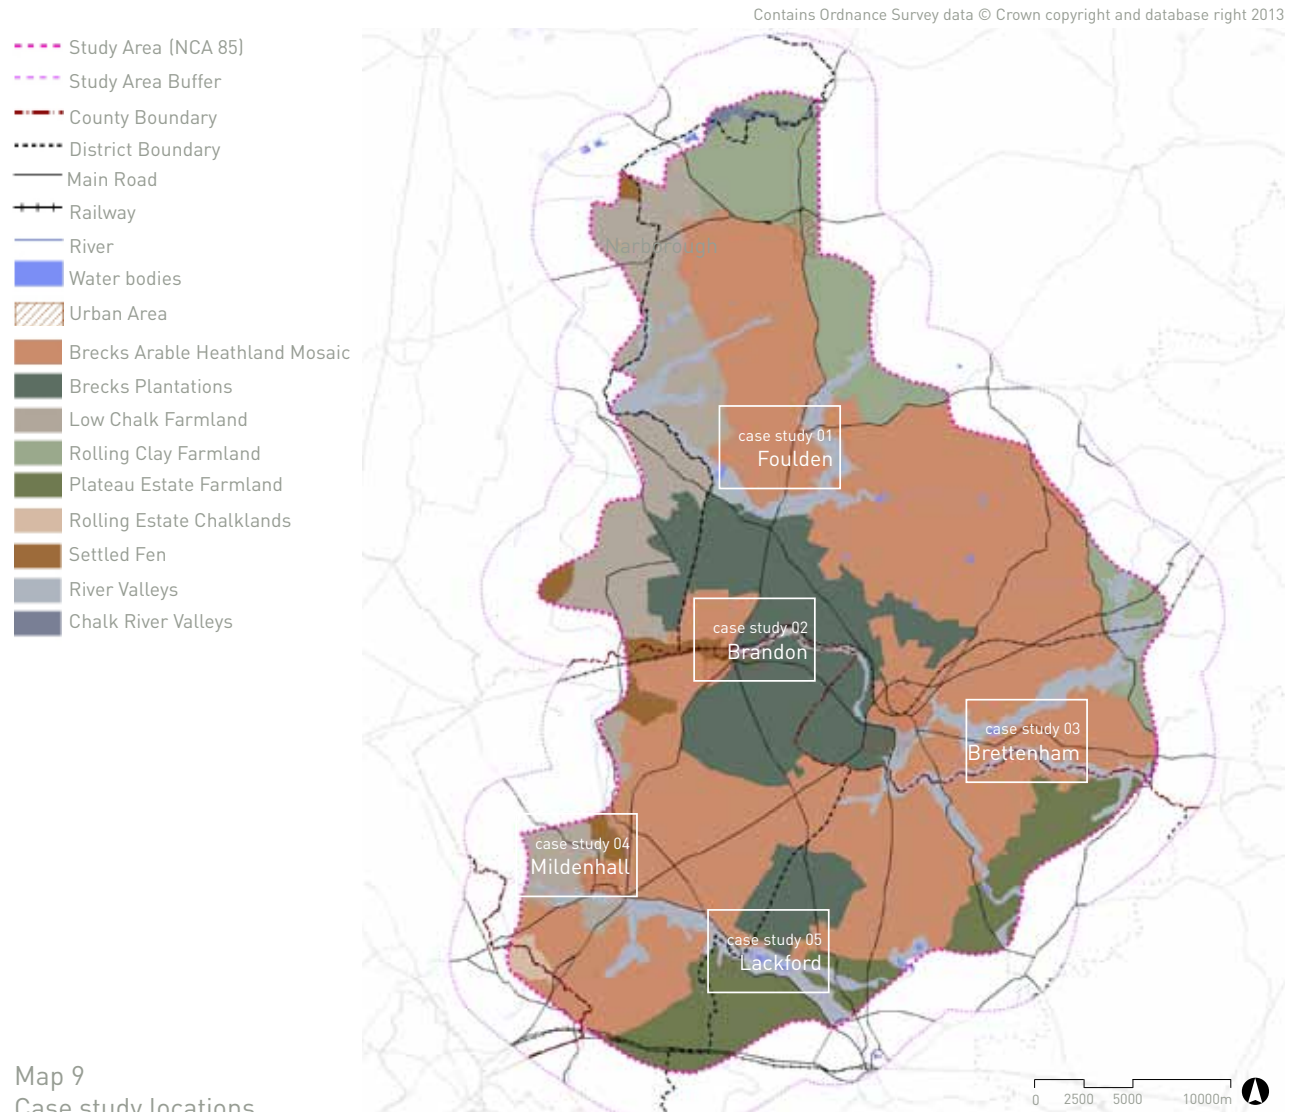 Contains Ordnance Survey data © Crown copyright and database right 2013
Study Area (NCA 85)
Study Area Buffer
County Boundary
District Boundary
Main Road
Railway
River
Water bodies
Urban Area
Brecks Arable Heathland Mosaic
Brecks Plantations
Low Chalk Farmland
Rolling Clay Farmland
Plateau Estate Farmland
Rolling Estate Chalklands
Settled Fen
River Valleys
Chalk River Valleys
Narborough
case study 01
Foulden
case study 02
Brandon
case study 03
Brettenham
case study 04
Mildenhall
case study 05
Lackford
Map 9
Case study locations
0 2500 5000 10000m